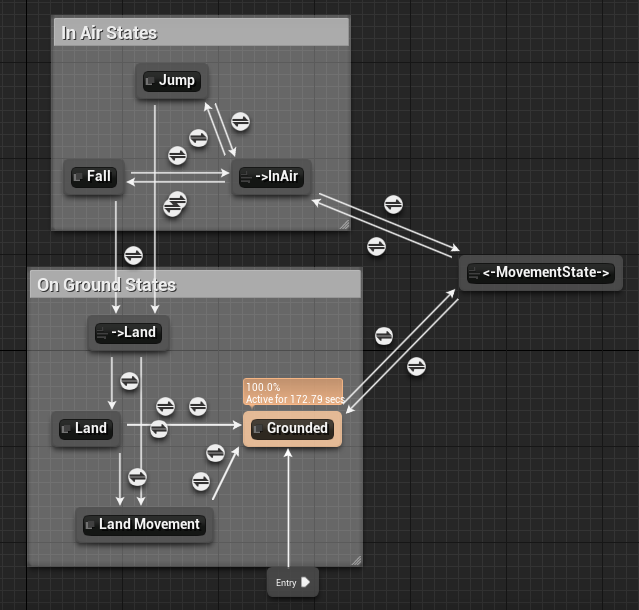 In Air States
Jump
Fall
->InAir
<-MovementState->
On Ground States
->Land
100.0%
Active for 172.79 secs
Land
Grounded
Land Movement
Entry